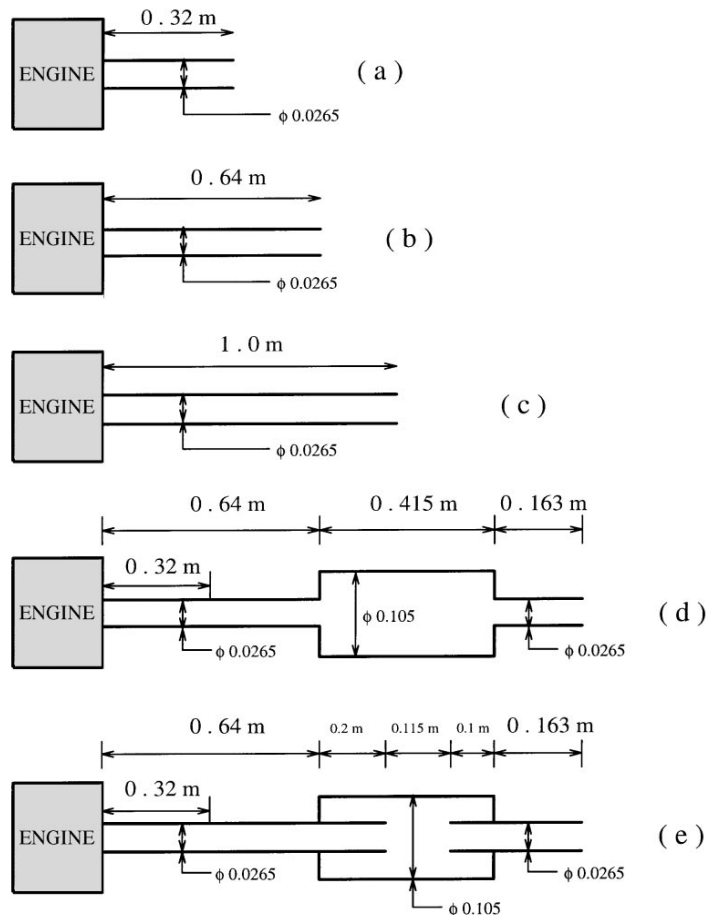 0 . 32 m
ENGINE
( a )
ϕ 0.0265
0 . 64 m
ENGINE
( b )
ϕ 0.0265
1 . 0 m
ENGINE
( c )
ϕ 0.0265
0 . 64 m 0 . 415 m 0 . 163 m
0 . 32 m
ENGINE
ϕ 0.105
( d )
ϕ 0.0265 ϕ 0.0265
0 . 64 m 0.2 m 0.115 m 0.1 m 0 . 163 m
0 . 32 m
ENGINE
( e )
ϕ 0.0265 ϕ 0.0265
ϕ 0.105